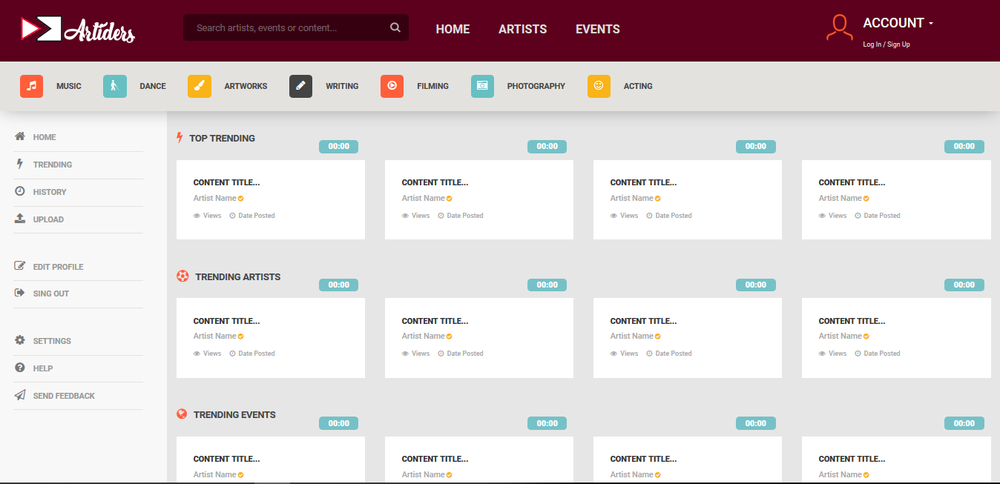 Artiders
Search artists, events or content...
HOME ARTISTS EVENTS
ACCOUNT
Log In / Sign Up
MUSIC DANCE ARTWORKS WRITING FILMING PHOTOGRAPHY ACTING
HOME
TRENDING
HISTORY
UPLOAD
EDIT PROFILE
SING OUT
SETTINGS
HELP
SEND FEEDBACK
TOP TRENDING
00:00 00:00 00:00 00:00
CONTENT TITLE... CONTENT TITLE... CONTENT TITLE... CONTENT TITLE...
Artist Name Artist Name Artist Name Artist Name
Views Date Posted Views Date Posted Views Date Posted Views Date Posted
TRENDING ARTISTS
00:00 00:00 00:00 00:00
CONTENT TITLE... CONTENT TITLE... CONTENT TITLE... CONTENT TITLE...
Artist Name Artist Name Artist Name Artist Name
Views Date Posted Views Date Posted Views Date Posted Views Date Posted
TRENDING EVENTS
00:00 00:00 00:00 00:00
CONTENT TITLE... CONTENT TITLE... CONTENT TITLE... CONTENT TITLE...
Artist Name Artist Name Artist Name Artist Name